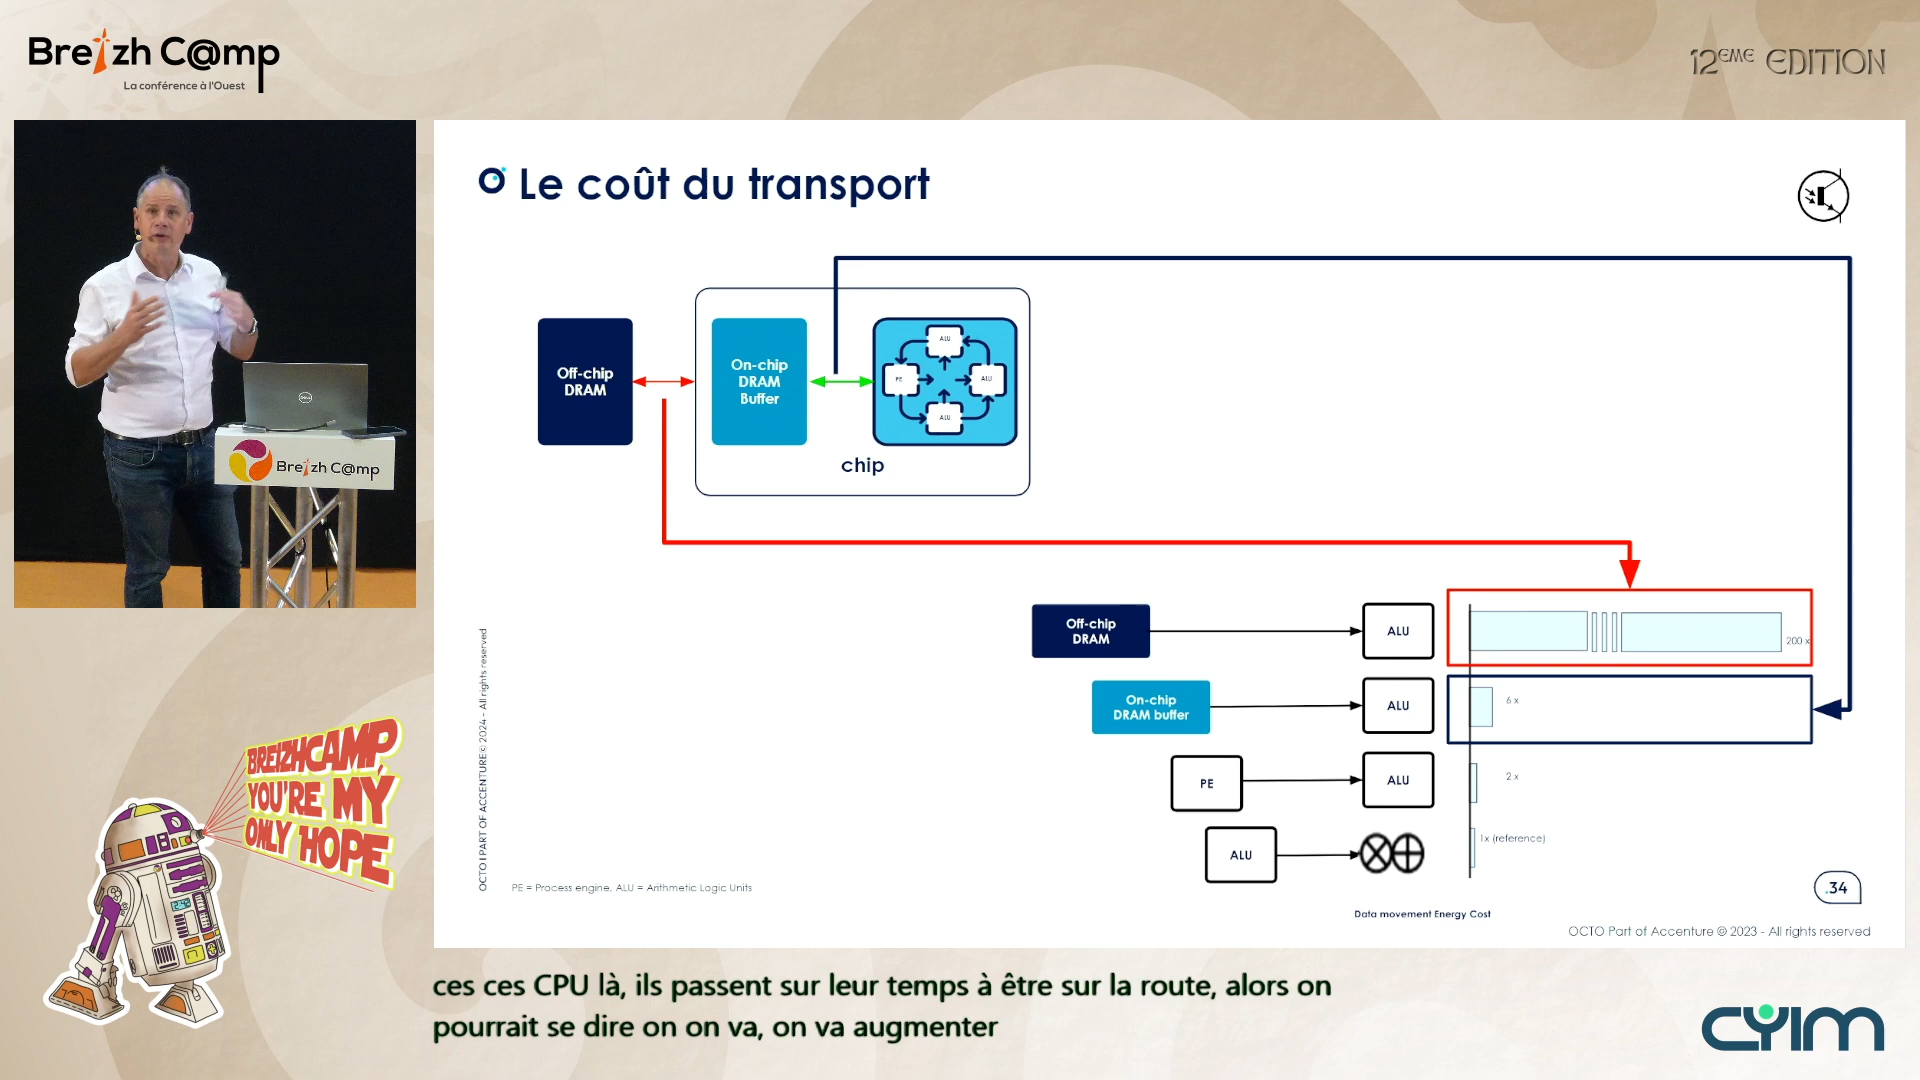 Breizh C@mp
La conférence à l'Ouest
12ÈME EDITION
Breizh C@mp
Le coût du transport
Off-chip
DRAM
On-chip
DRAM
Buffer
ALU
PE
ALU
ALU
chip
Off-chip
DRAM
ALU
200 x
On-chip
DRAM buffer
ALU
6 x
PE
ALU
2 x
ALU
1x (reference)
OCTO I PART OF ACCENTURE © 2024 - All rights reserved
PE = Process engine, ALU = Arithmetic Logic Units
Data movement Energy Cost
34
OCTO Part of Accenture © 2023 - All rights reserved
BREIZHCAMP,
YOU'RE MY
ONLY HOPE
ces ces CPU là, ils passent sur leur temps à être sur la route, alors on
pourrait se dire on on va, on va augmenter
CYIM